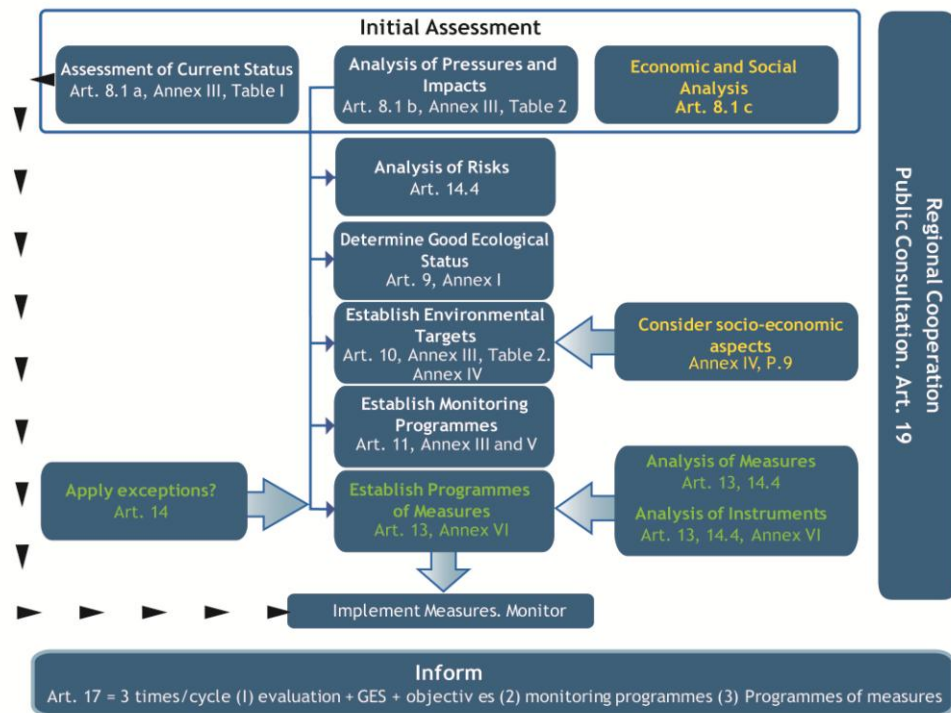 Initial Assessment
Assessment of Current Status
Art. 8.1 a, Annex III, Table I
Analysis of Pressures and
Impacts
Art. 8.1 b, Annex III, Table 2
Economic and Social
Analysis
Art. 8.1 c
Analysis of Risks
Art. 14.4
Determine Good Ecological
Status
Art. 9, Annex I
Establish Environmental
Targets
Art. 10, Annex III, Table 2.
Annex IV
Consider socio-economic
aspects
Annex IV, P.9
Establish Monitoring
Programmes
Art. 11, Annex III and V
Apply exceptions?
Art. 14
Establish Programmes
of Measures
Art. 13, Annex VI
Analysis of Measures
Art. 13, 14.4
Analysis of Instruments
Art. 13, 14.4, Annex VI
Implement Measures. Monitor
Regional Cooperation
Public Consultation. Art. 19
Inform
Art. 17 = 3 times/cycle (I) evaluation + GES + objectiv es (2) monitoring programmes (3) Programmes of measures